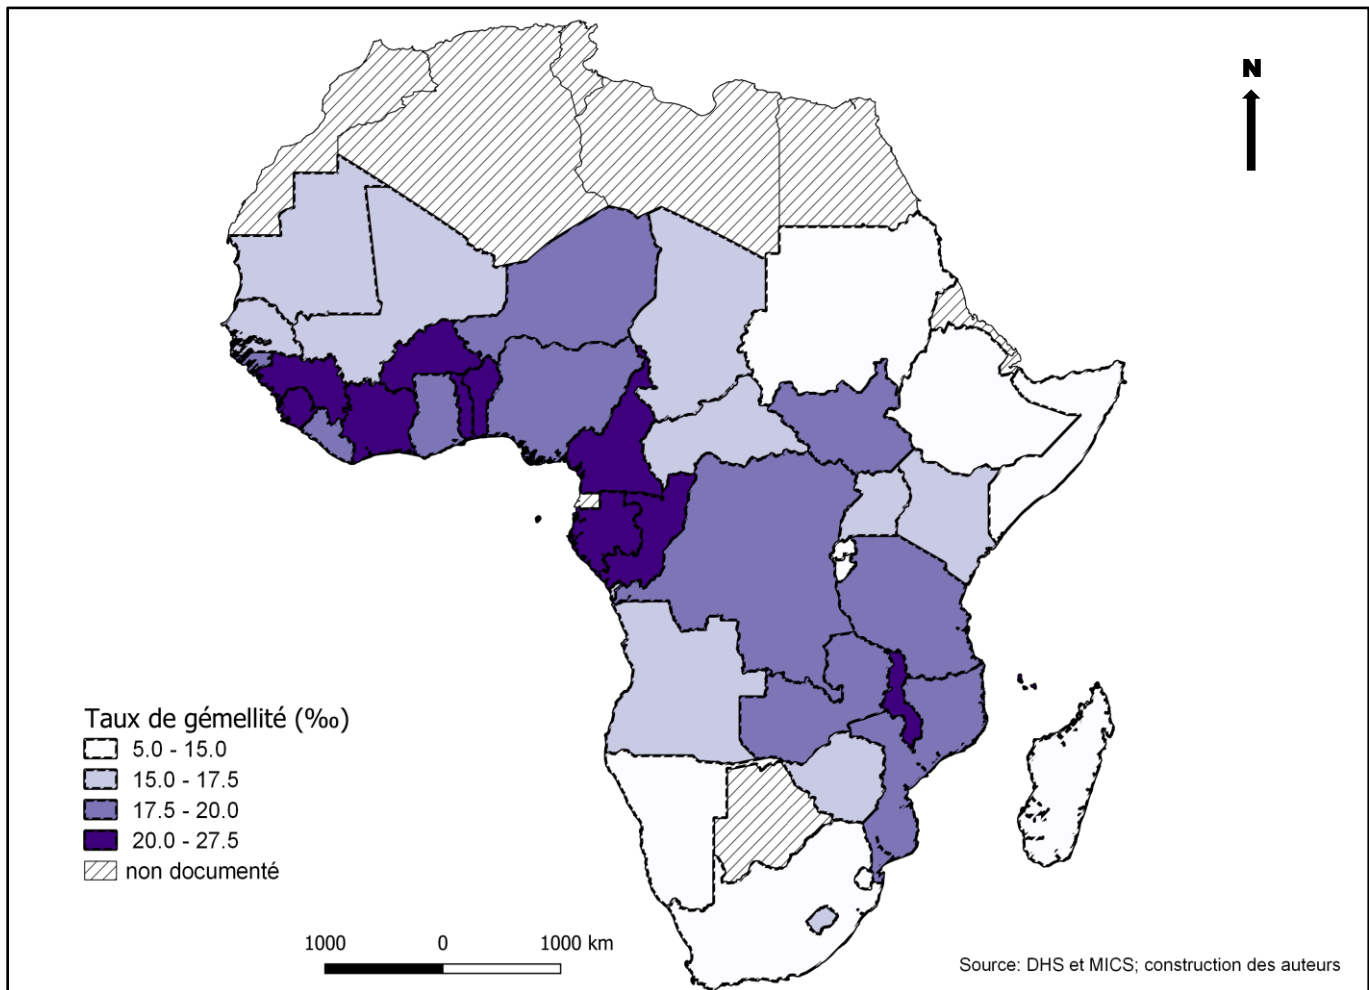 N
Taux de gémellité (‰)
5.0 - 15.0
15.0 - 17.5
17.5 - 20.0
20.0 - 27.5
non documenté
1000 0 1000 km
Source: DHS et MICS; construction des auteurs